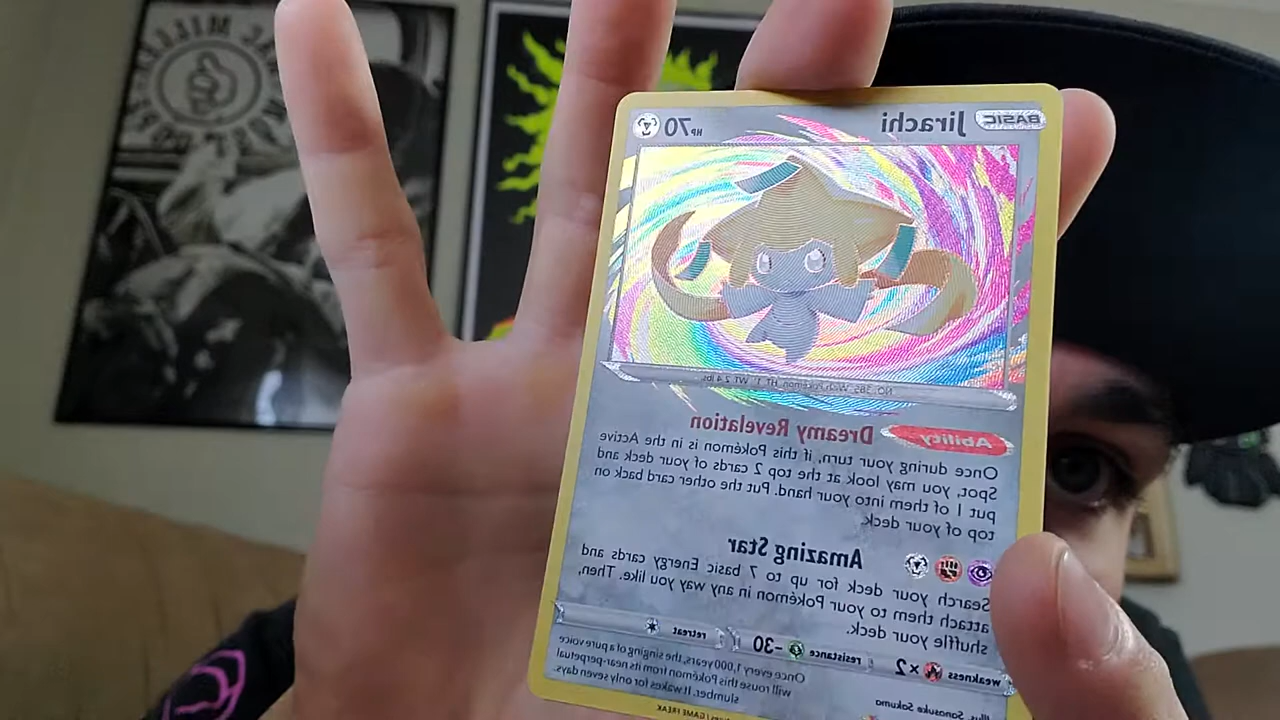 MAC MILLER
MOST DOPE
BASIC Jirachi HP 70
NO. 385 Wish Pokémon HT: 1' WT: 2.4 lbs.
Ability Dreamy Revelation
Once during your turn, if this Pokémon is in the Active
Spot, you may look at the top 2 cards of your deck and
put 1 of them into your hand. Put the other card back on
top of your deck.
Amazing Star
Search your deck for up to 7 basic Energy cards and
attach them to your Pokémon in any way you like. Then,
shuffle your deck.
weakness ×2 resistance -30 retreat
Illus. Sanosuke Sakuma
Once every 1,000 years, the singing of a pure voice
will rouse this Pokémon from its near-perpetual
slumber. It wakes for only seven days
/ GAME FREAK